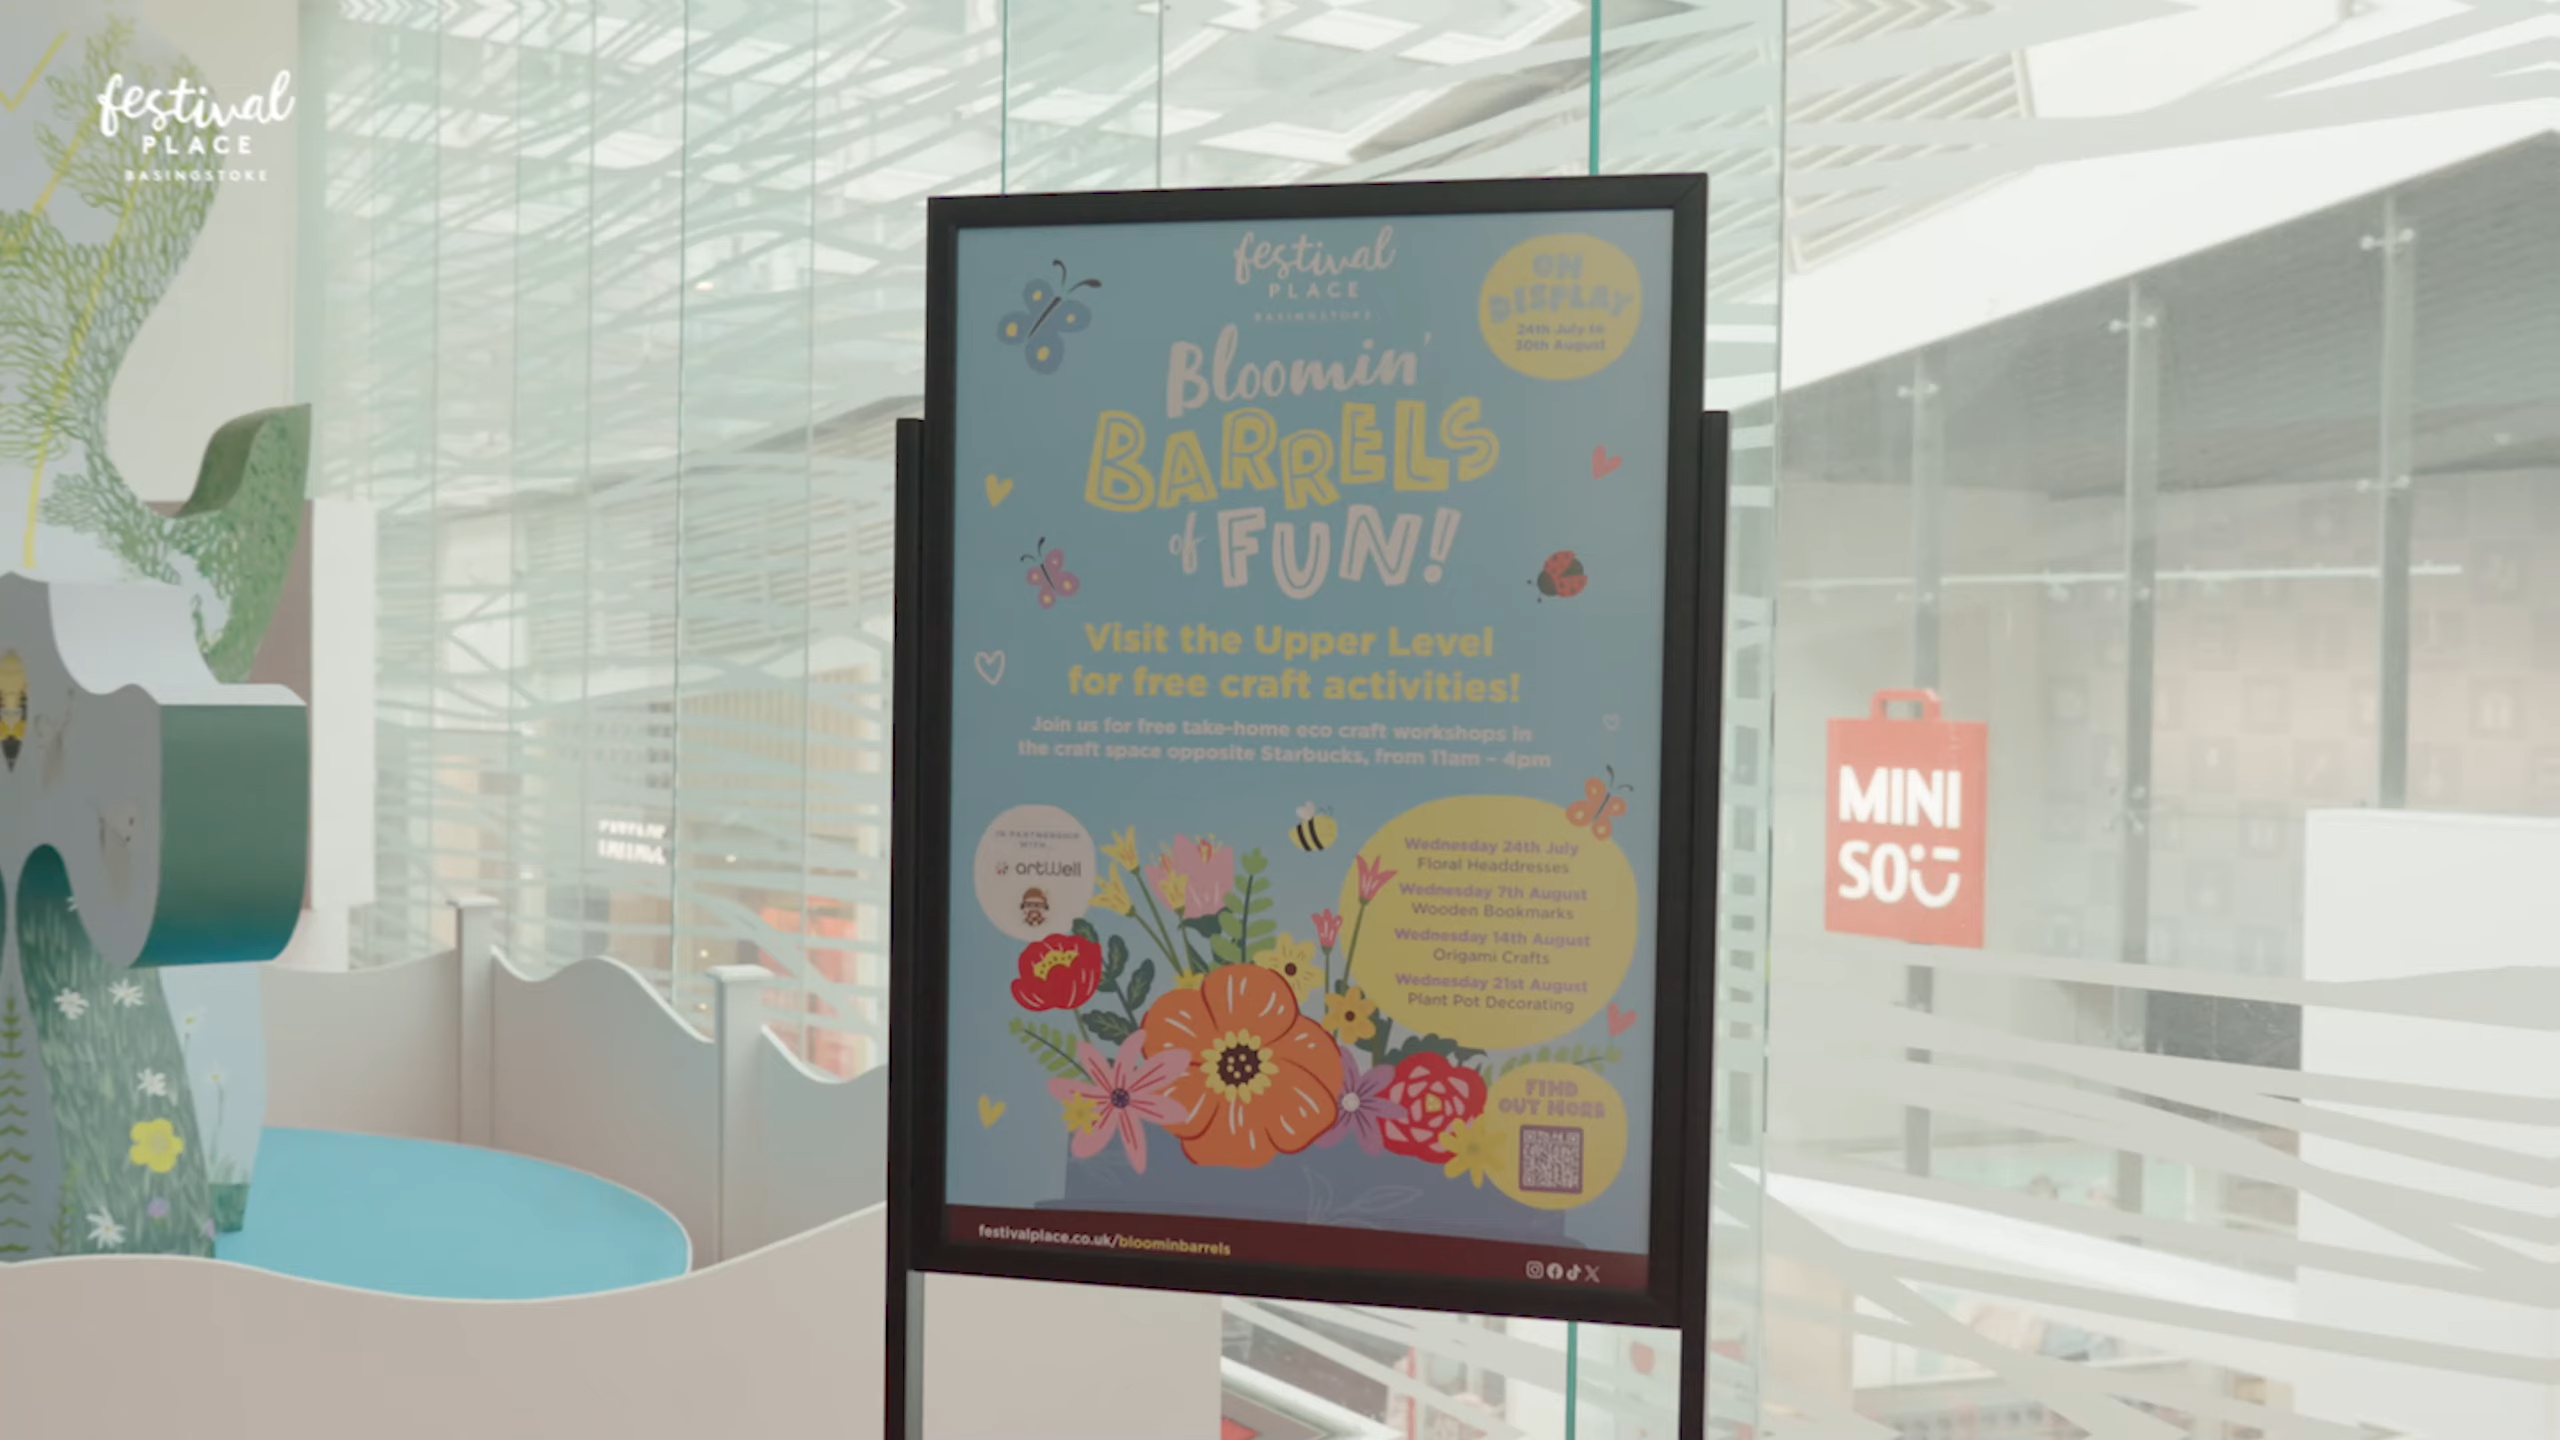 festival
PLACE
BASINGSTOKE
festival
PLACE
BASINGSTOKE
ON
DISPLAY
24th July to
30th August
Bloomin'
BARRELS
of FUN!
Visit the Upper Level
for free craft activities!
Join us for free take-home eco craft workshops in
the craft space opposite Starbucks, from 11am – 4pm
IN PARTNERSHIP
WITH...
artwell
Wednesday 24th July
Floral Headdresses
Wednesday 7th August
Wooden Bookmarks
Wednesday 14th August
Origami Crafts
Wednesday 21st August
Plant Pot Decorating
FIND
OUT MORE
festivalplace.co.uk/bloominbarrels
MINI
SO